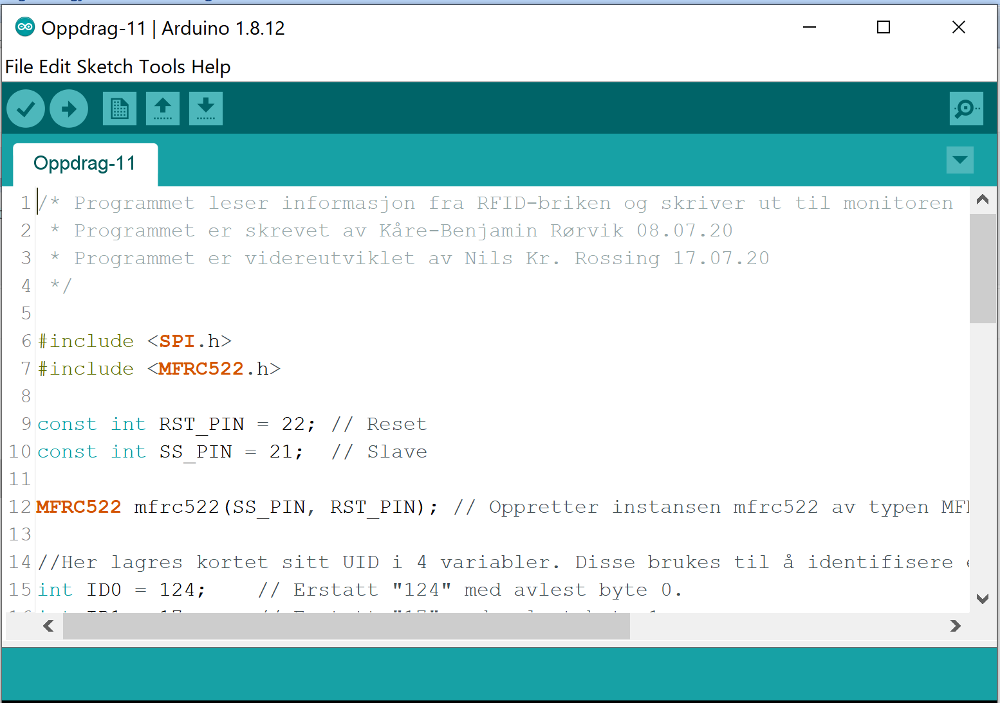 Oppdrag-11 | Arduino 1.8.12
File Edit Sketch Tools Help
Oppdrag-11
1 /* Programmet leser informasjon fra RFID-briken og skriver ut til monitoren
2  * Programmet er skrevet av Kåre-Benjamin Rørvik 08.07.20
3  * Programmet er videreutviklet av Nils Kr. Rossing 17.07.20
4  */
5
6 #include <SPI.h>
7 #include <MFRC522.h>
8
9 const int RST_PIN = 22; // Reset
10 const int SS_PIN = 21;  // Slave
11
12 MFRC522 mfrc522(SS_PIN, RST_PIN); // Oppretter instansen mfrc522 av typen
13
14 //Her lagres kortet sitt UID i 4 variabler. Disse brukes til å identifisere
15 int ID0 = 124;    // Erstatt "124" med avlest byte 0.